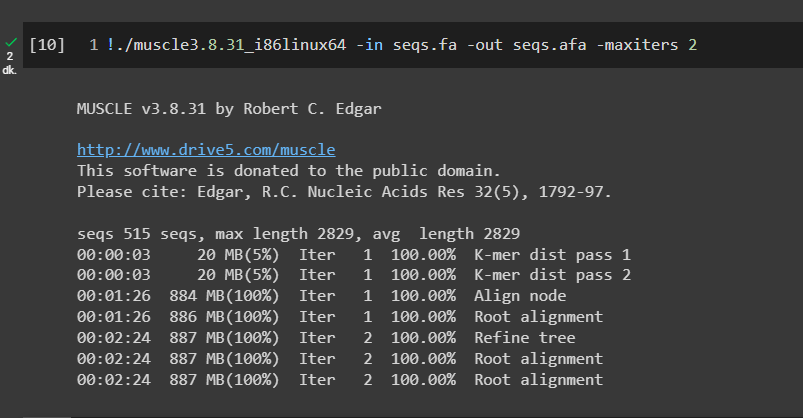 [10] 1 !./muscle3.8.31_i86linux64 -in seqs.fa -out seqs.afa -maxiters 2
2
dk.
MUSCLE v3.8.31 by Robert C. Edgar
http://www.drive5.com/muscle
This software is donated to the public domain.
Please cite: Edgar, R.C. Nucleic Acids Res 32(5), 1792-97.
seqs 515 seqs, max length 2829, avg  length 2829
00:00:03     20 MB(5%)  Iter   1  100.00%  K-mer dist pass 1
00:00:03     20 MB(5%)  Iter   1  100.00%  K-mer dist pass 2
00:01:26  884 MB(100%)  Iter   1  100.00%  Align node
00:01:26  886 MB(100%)  Iter   1  100.00%  Root alignment
00:02:24  887 MB(100%)  Iter   2  100.00%  Refine tree
00:02:24  887 MB(100%)  Iter   2  100.00%  Root alignment
00:02:24  887 MB(100%)  Iter   2  100.00%  Root alignment